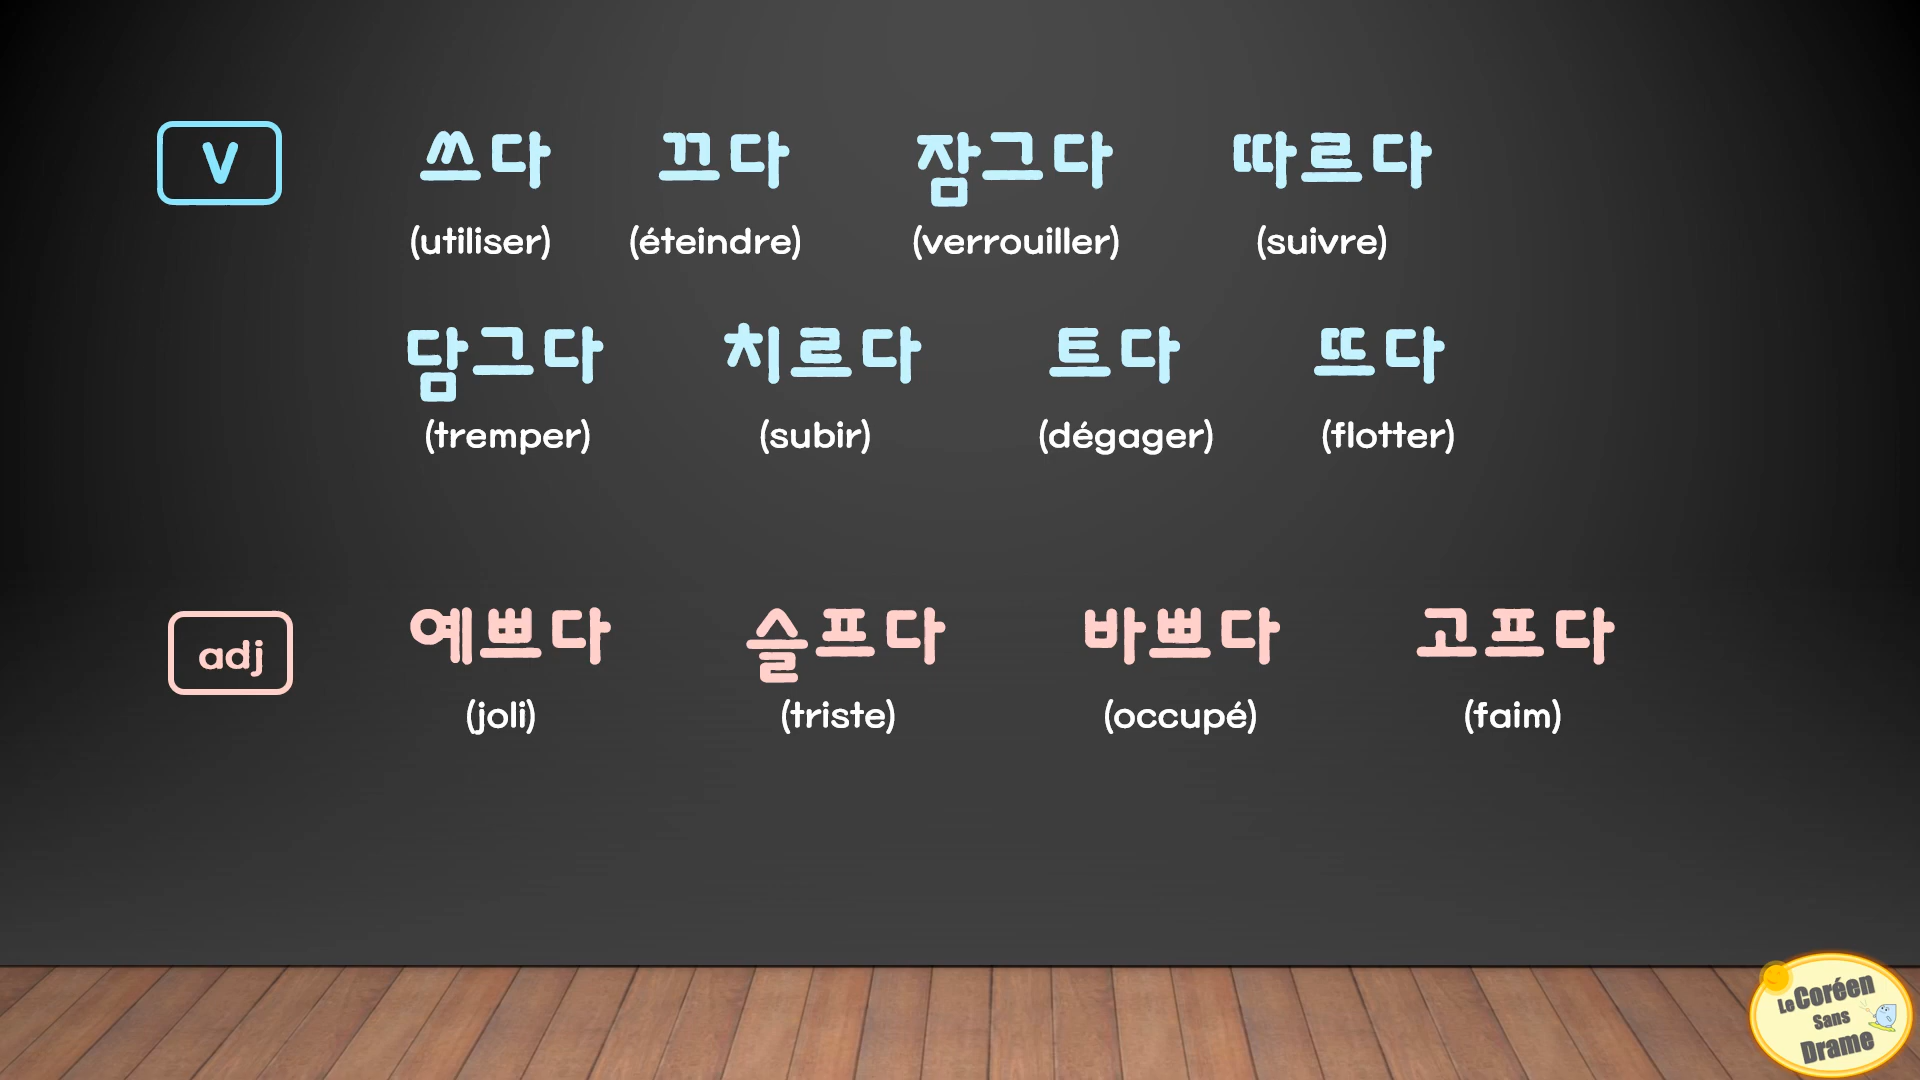 V 쓰다 끄다 잠그다 따르다
(utiliser) (éteindre) (verrouiller) (suivre)
담그다 치르다 트다 뜨다
(tremper) (subir) (dégager) (flotter)
adj 예쁘다 슬프다 바쁘다 고프다
(joli) (triste) (occupé) (faim)
Le Coréen
Sans
Drame